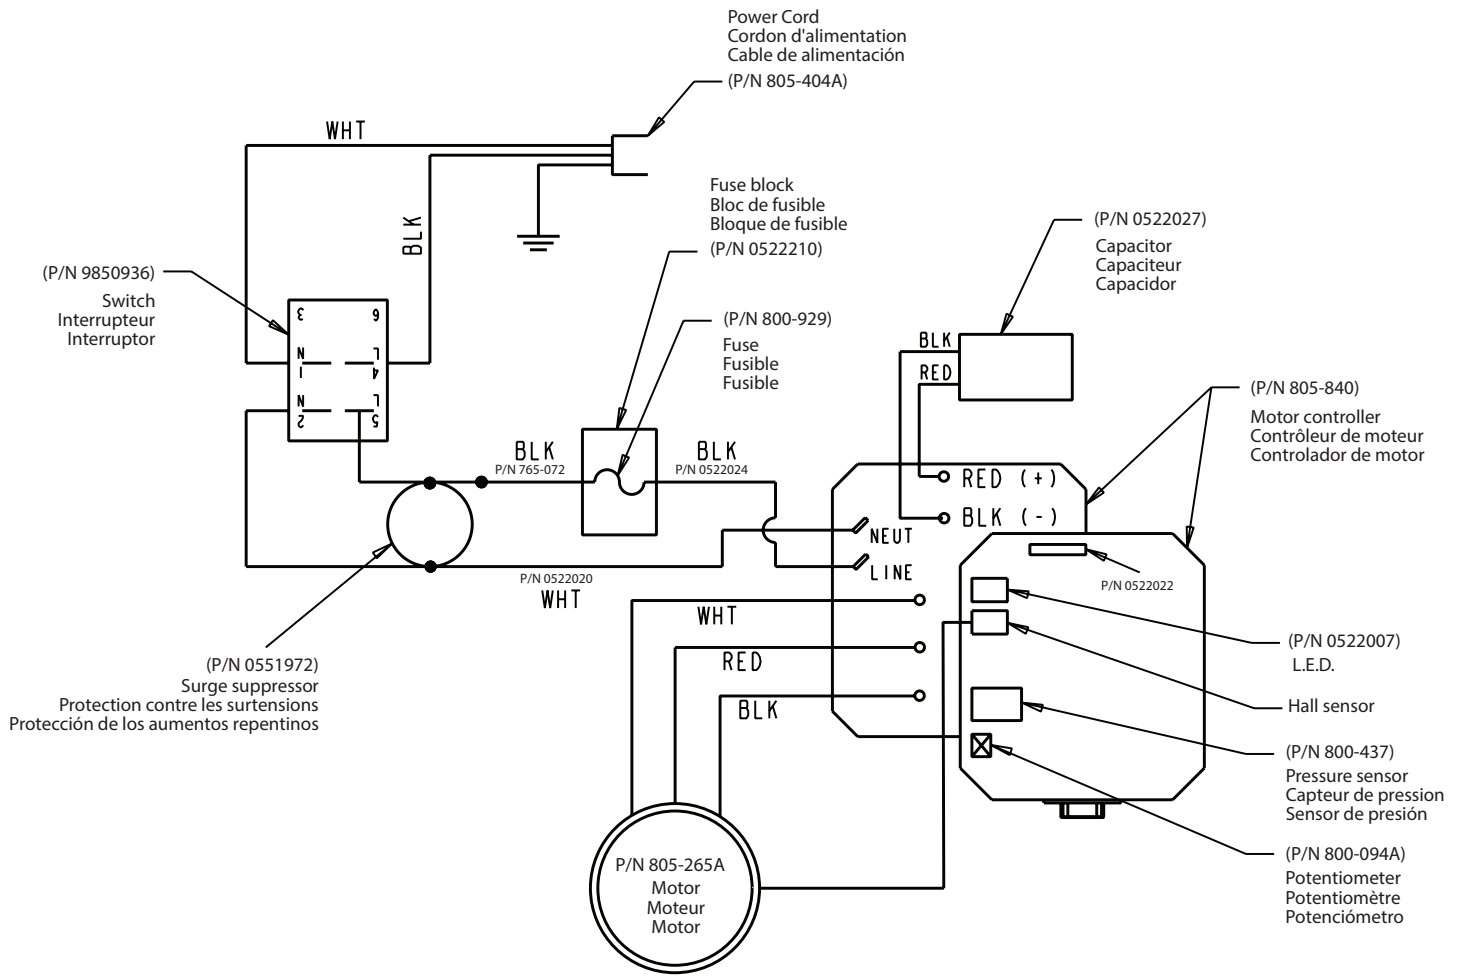 Power Cord
Cordon d'alimentation
Cable de alimentación
(P/N 805-404A)
WHT
BLK
Fuse block
Bloc de fusible
Bloque de fusible
(P/N 0522210)
(P/N 0522027)
Capacitor
Capaciteur
Capacidor
(P/N 9850936)
Switch
Interrupteur
Interruptor
3 6
N L
1 4
N L
2 5
(P/N 800-929)
Fuse
Fusible
Fusible
BLK
RED
(P/N 805-840)
Motor controller
Contrôleur de moteur
Controlador de motor
BLK
P/N 765-072
BLK
P/N 0522024
RED (+)
BLK (-)
NEUT
LINE
P/N 0522020
WHT
P/N 0522022
WHT
RED
BLK
(P/N 0522007)
L.E.D.
Hall sensor
(P/N 0551972)
Surge suppressor
Protection contre les surtensions
Protección de los aumentos repentinos
(P/N 800-437)
Pressure sensor
Capteur de pression
Sensor de presión
(P/N 800-094A)
Potentiometer
Potentiomètre
Potenciómetro
P/N 805-265A
Motor
Moteur
Motor